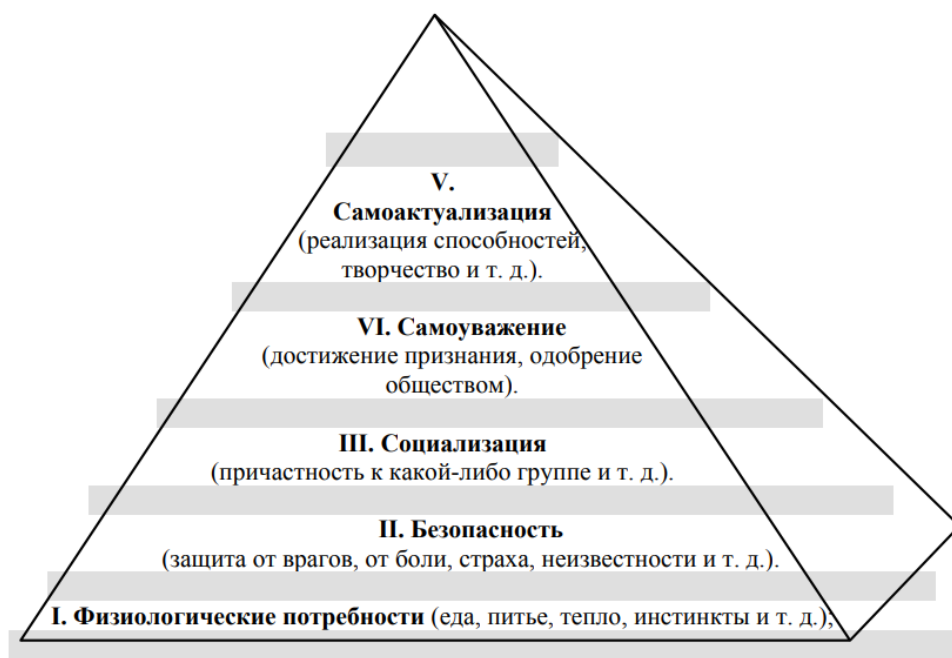 V.
Самоактуализация
(реализация способностей,
творчество и т. д.).
VI. Самоуважение
(достижение признания, одобрение
обществом).
III. Социализация
(причастность к какой-либо группе и т. д.).
II. Безопасность
(защита от врагов, от боли, страха, неизвестности и т. д.).
I. Физиологические потребности (еда, питье, тепло, инстинкты и т. д.);